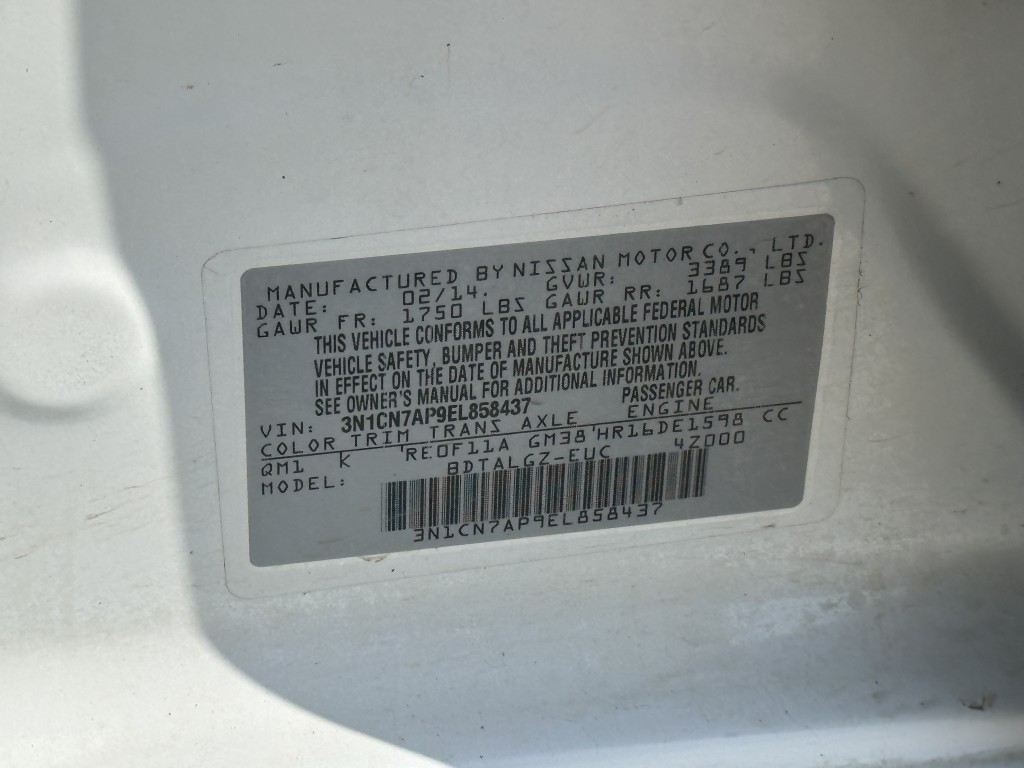 MANUFACTURED BY NISSAN MOTOR CO., LTD.
DATE: 02/14. GVWR: 3389 LBS
GAWR FR: 1750 LBS GAWR RR: 1687 LBS
THIS VEHICLE CONFORMS TO ALL APPLICABLE FEDERAL MOTOR
VEHICLE SAFETY, BUMPER AND THEFT PREVENTION STANDARDS
IN EFFECT ON THE DATE OF MANUFACTURE SHOWN ABOVE.
SEE OWNER'S MANUAL FOR ADDITIONAL INFORMATION.
VIN: 3N1CN7AP9EL858437 PASSENGER CAR.
COLOR TRIM TRANS AXLE ENGINE
QM1 K RE0F11A GM38 HR16DE1598 CC
MODEL: BDTALGZ-EUC 4Z000
3N1CN7AP9EL858437